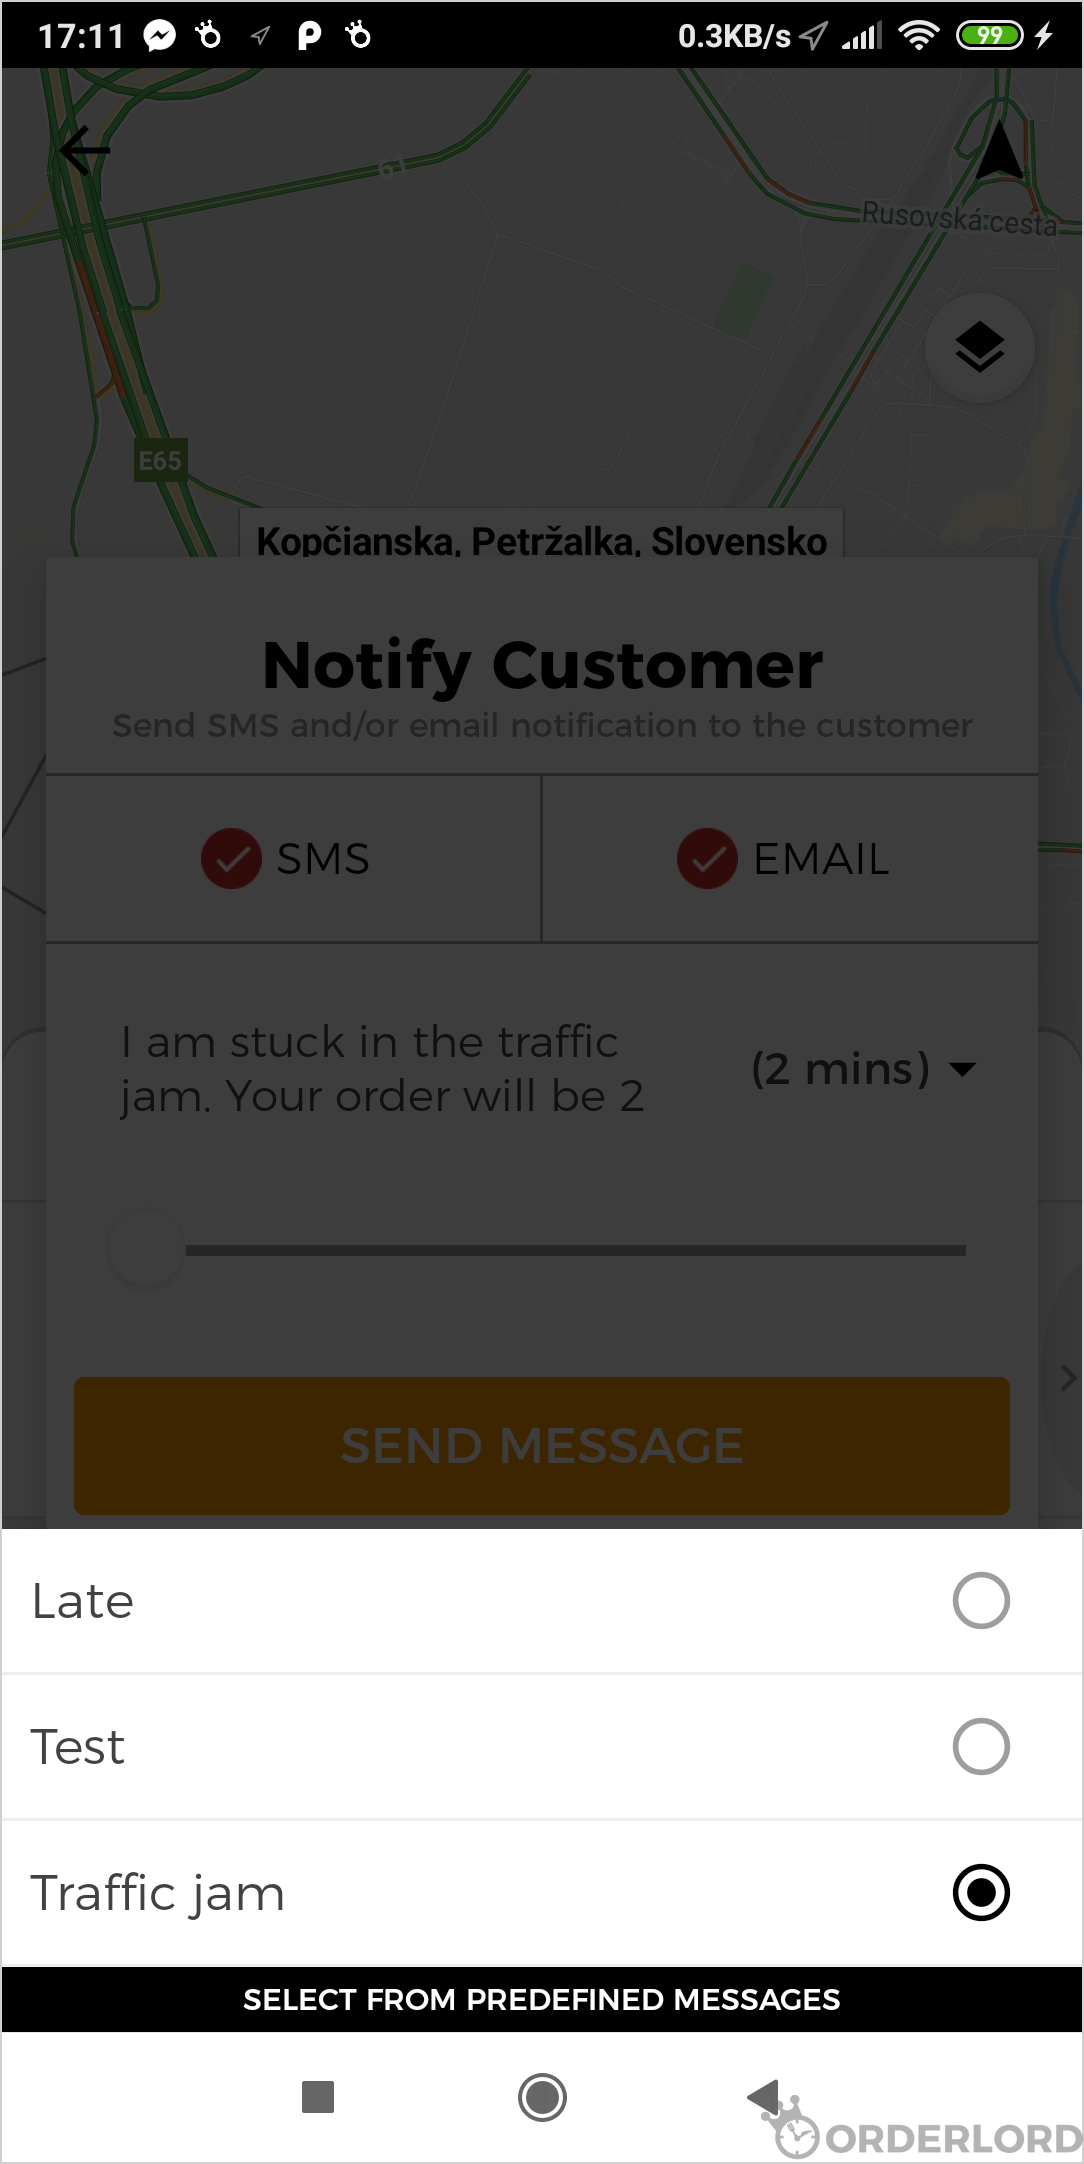 17:11 0.3KB/s 99
61
Rusovská cesta
E65
Kopčianska, Petržalka, Slovensko
Notify Customer
Send SMS and/or email notification to the customer
SMS EMAIL
I am stuck in the traffic
jam. Your order will be 2
(2 mins)
SEND MESSAGE
Late
Test
Traffic jam
SELECT FROM PREDEFINED MESSAGES
ORDERLORD